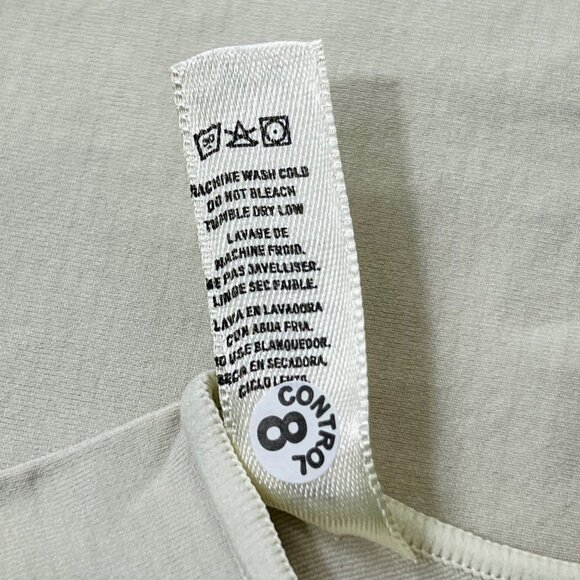 MACHINE WASH COLD
DO NOT BLEACH
TUMBLE DRY LOW
LAVAGE DE
MACHINE FROID.
NE PAS JAVELLISER.
LINGE SEC FAIBLE.
LAVA EN LAVADORA
CON AGUA FRIA.
NO USE BLANQUEDOR.
SECA EN SECADORA.
CICLO LENTO.
CONTROL
8